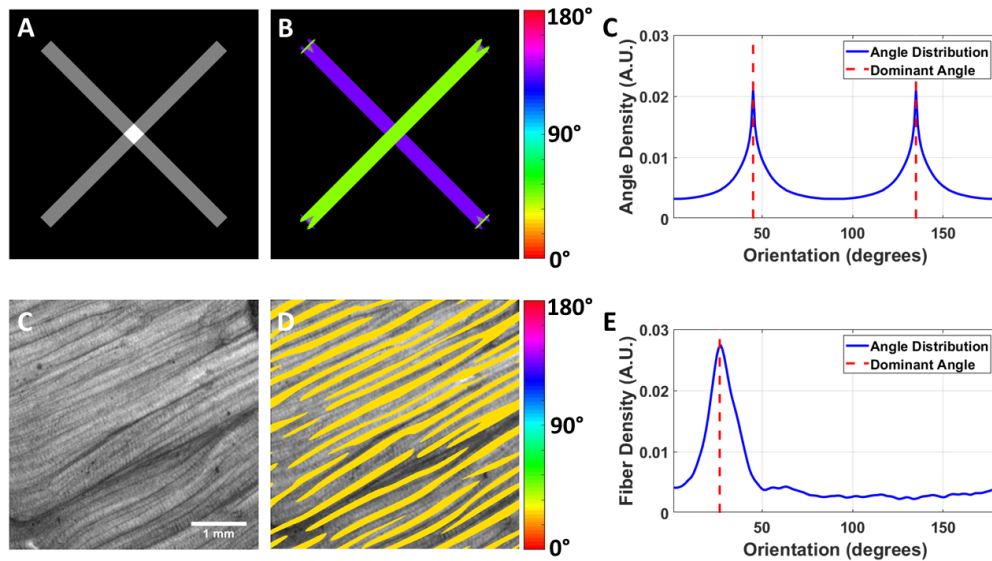 A
B
180°
90°
0°
C
0.03
0.02
0.01
0
Angle Density (A.U.)
Angle Distribution
Dominant Angle
50
100
150
Orientation (degrees)
C
1 mm
D
180°
90°
0°
E
0.03
0.02
0.01
0
Fiber Density (A.U.)
Angle Distribution
Dominant Angle
50
100
150
Orientation (degrees)